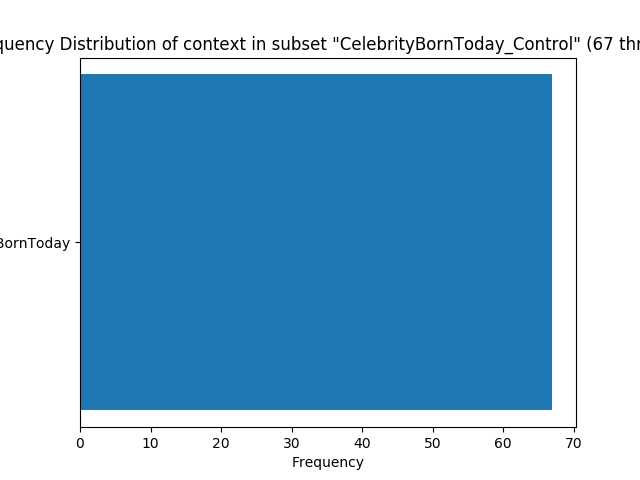 quency Distribution of context in subset "CelebrityBornToday_Control" (67 thr
BornToday
0 10 20 30 40 50 60 70
Frequency